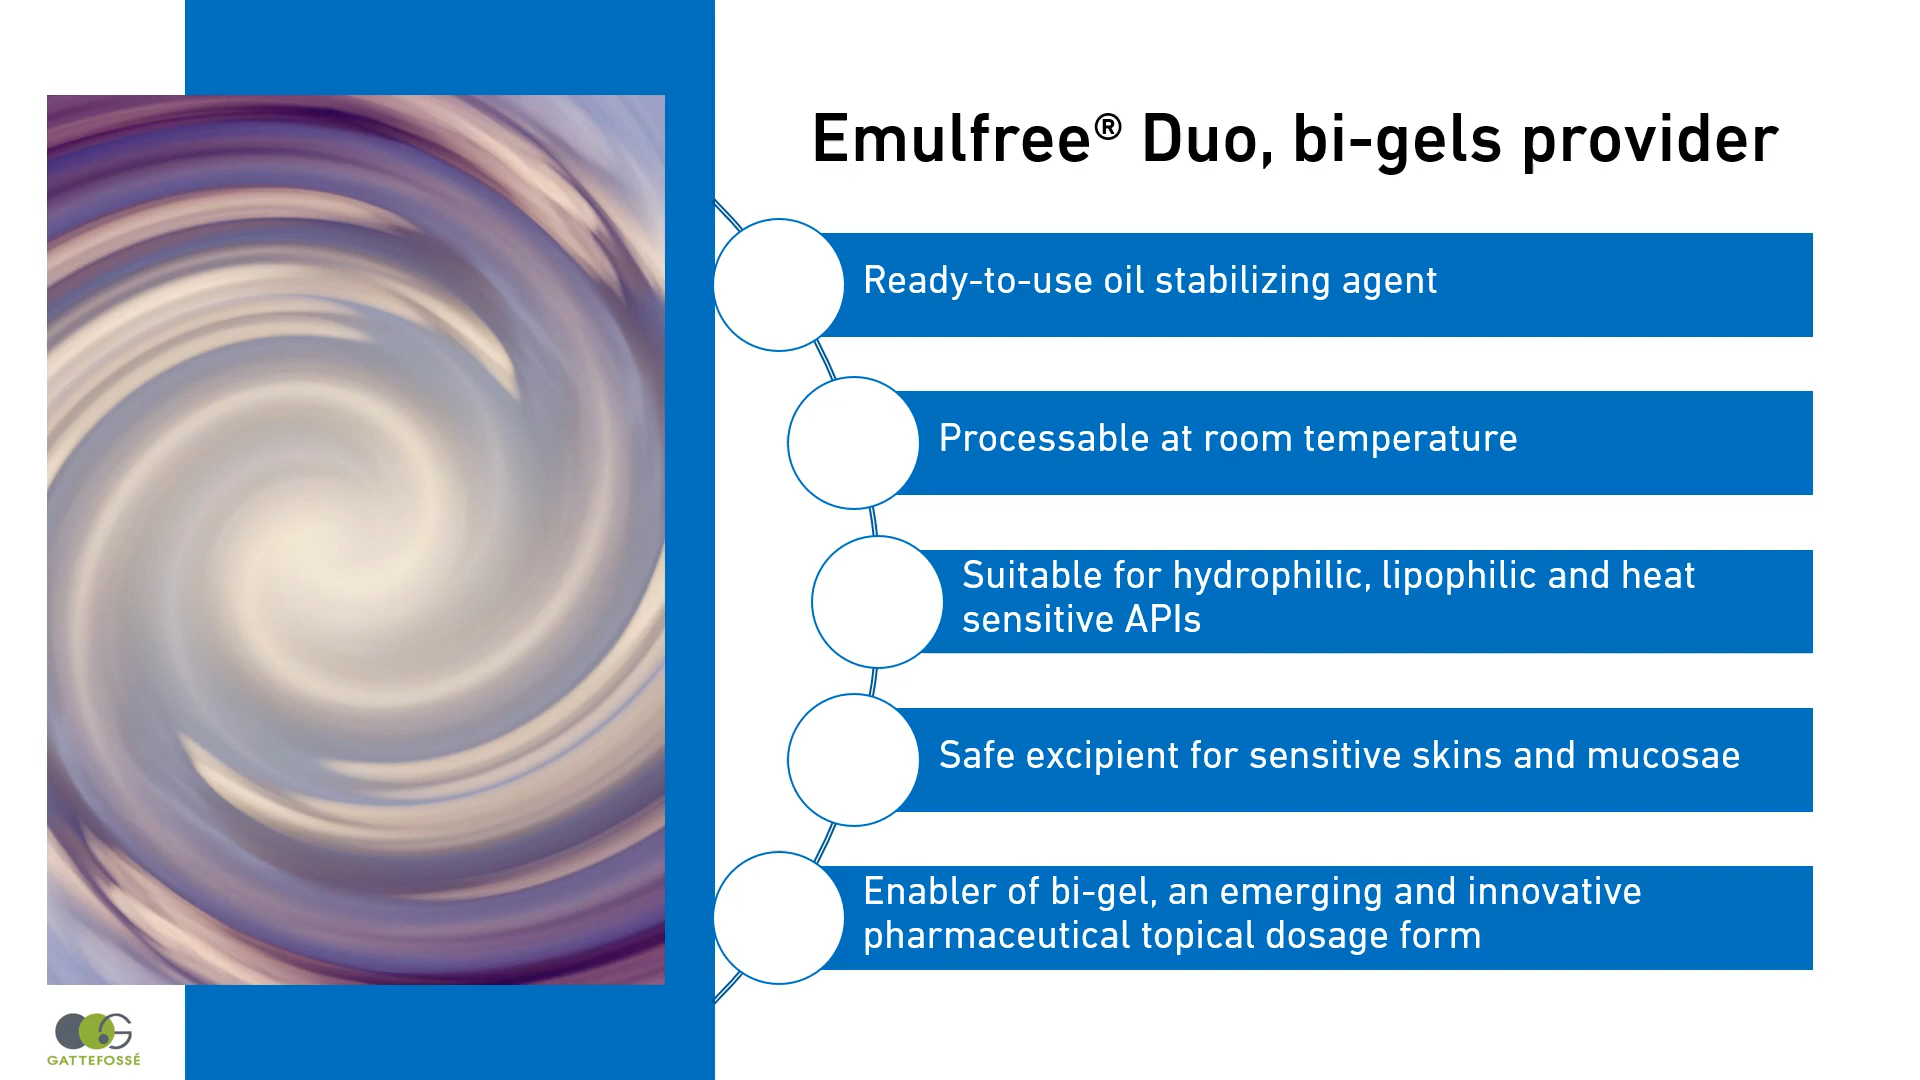 Emulfree® Duo, bi-gels provider
Ready-to-use oil stabilizing agent
Processable at room temperature
Suitable for hydrophilic, lipophilic and heat
sensitive APIs
Safe excipient for sensitive skins and mucosae
Enabler of bi-gel, an emerging and innovative
pharmaceutical topical dosage form
GATTEFOSSÉ